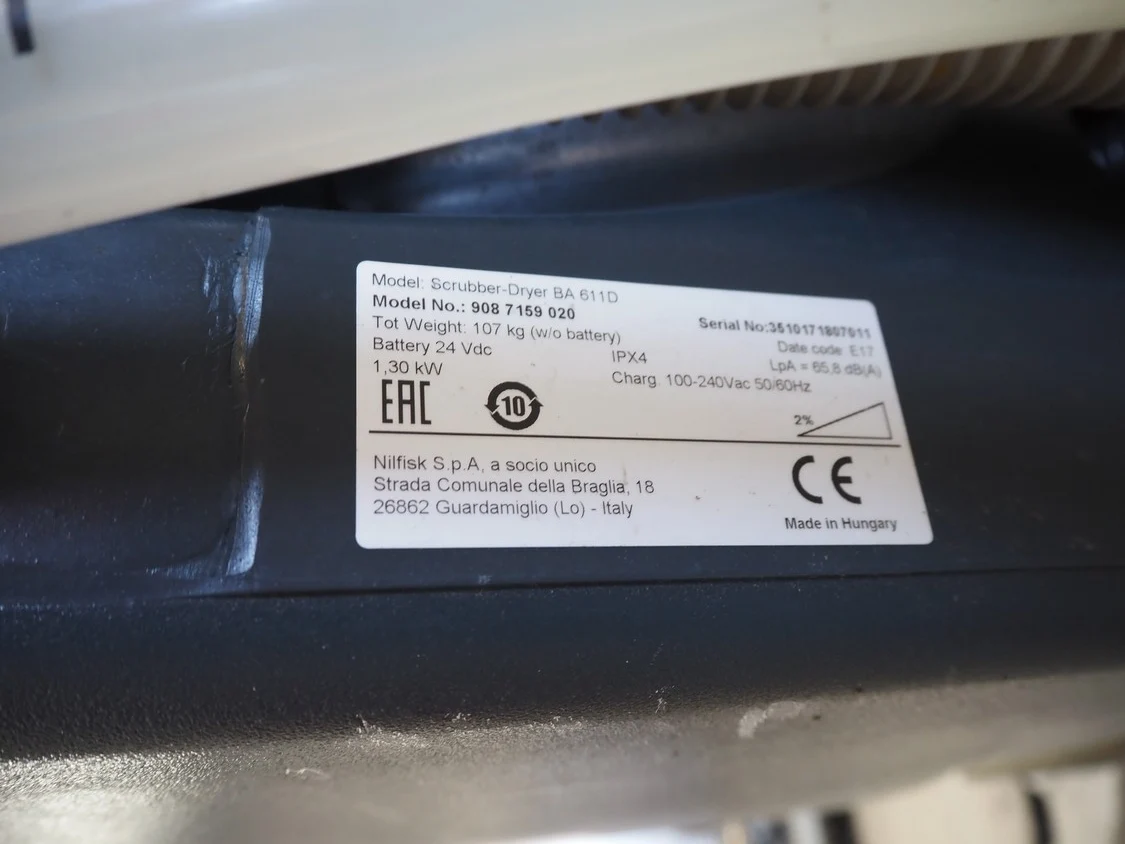 Model: Scrubber-Dryer BA 611D
Model No.: 908 7159 020
Tot Weight: 107 kg (w/o battery)
Battery 24 Vdc
1,30 kW
Serial No:3510171807011
Date code E17
IPX4
LpA = 65,8 dB(A)
Charg. 100-240Vac 50/60Hz
EAC
10
2%
Nilfisk S.p.A, a socio unico
Strada Comunale della Braglia, 18
26862 Guardamiglio (Lo) - Italy
CE
Made in Hungary